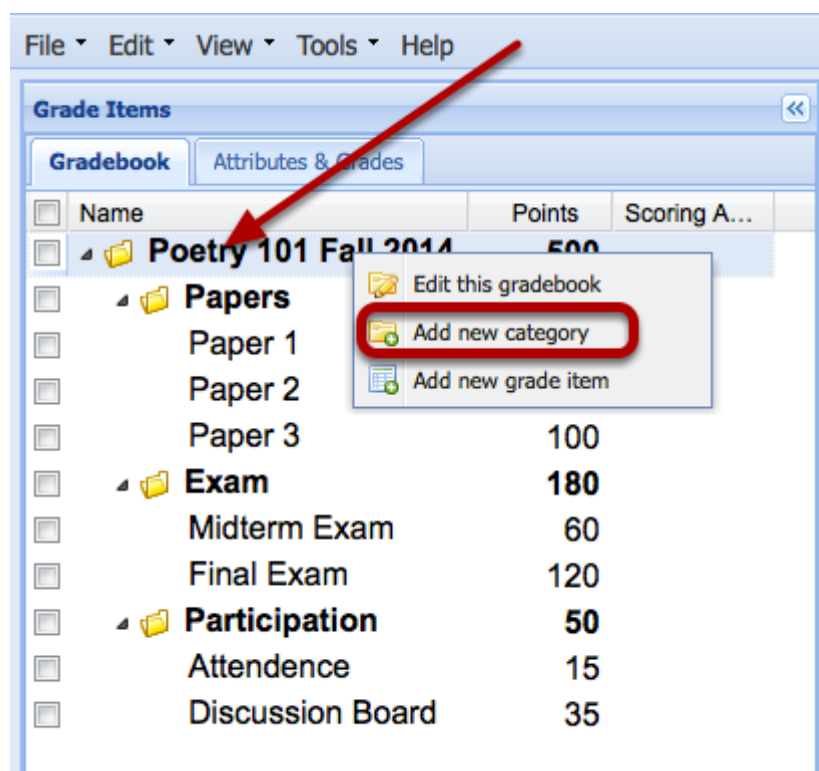 File Edit View Tools Help
Grade Items
Gradebook Attributes & Grades
Name Points Scoring A...
Poetry 101 Fall 2014 500
Edit this gradebook
Papers
Add new category
Paper 1
Add new grade item
Paper 2
Paper 3 100
Exam 180
Midterm Exam 60
Final Exam 120
Participation 50
Attendence 15
Discussion Board 35